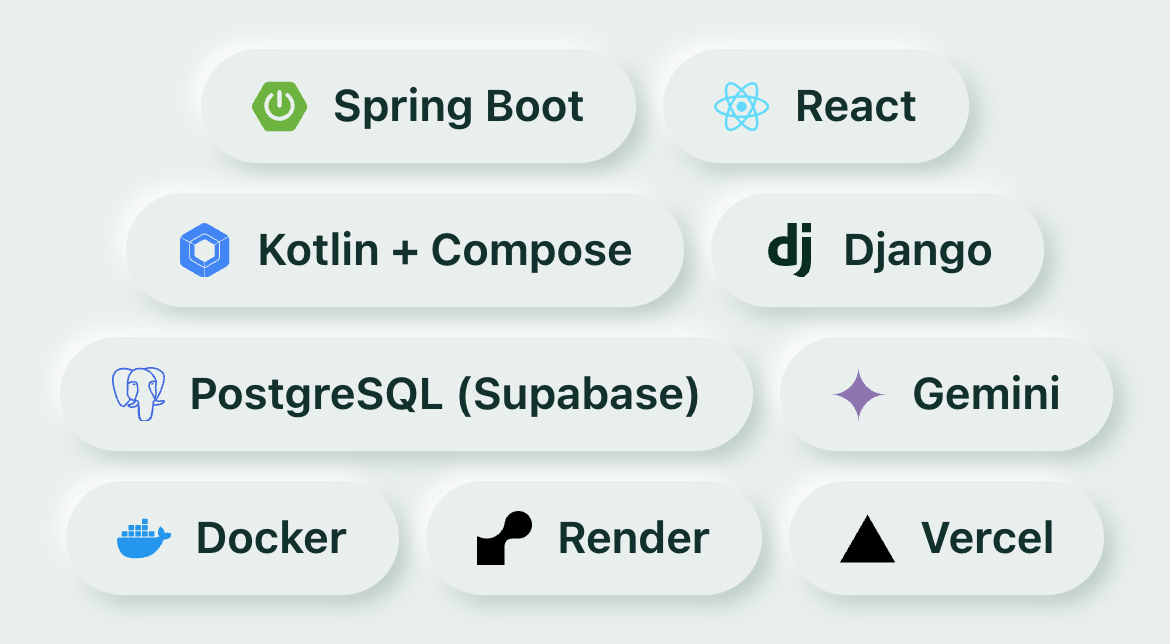 Spring Boot
React
Kotlin + Compose
dj Django
PostgreSQL (Supabase)
Gemini
Docker
Render
Vercel